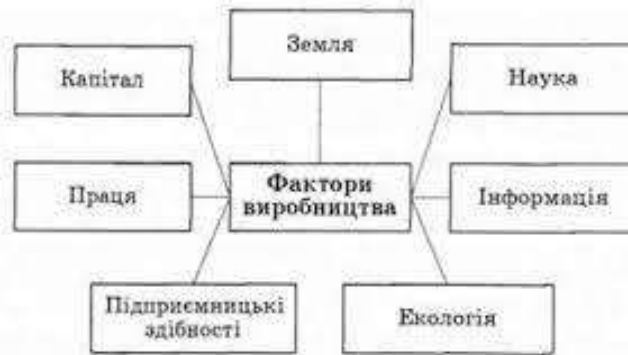 Земля
Капітал
Наука
Праця
Фактори
виробництва
Інформація
Підприємницькі
здібності
Екологія